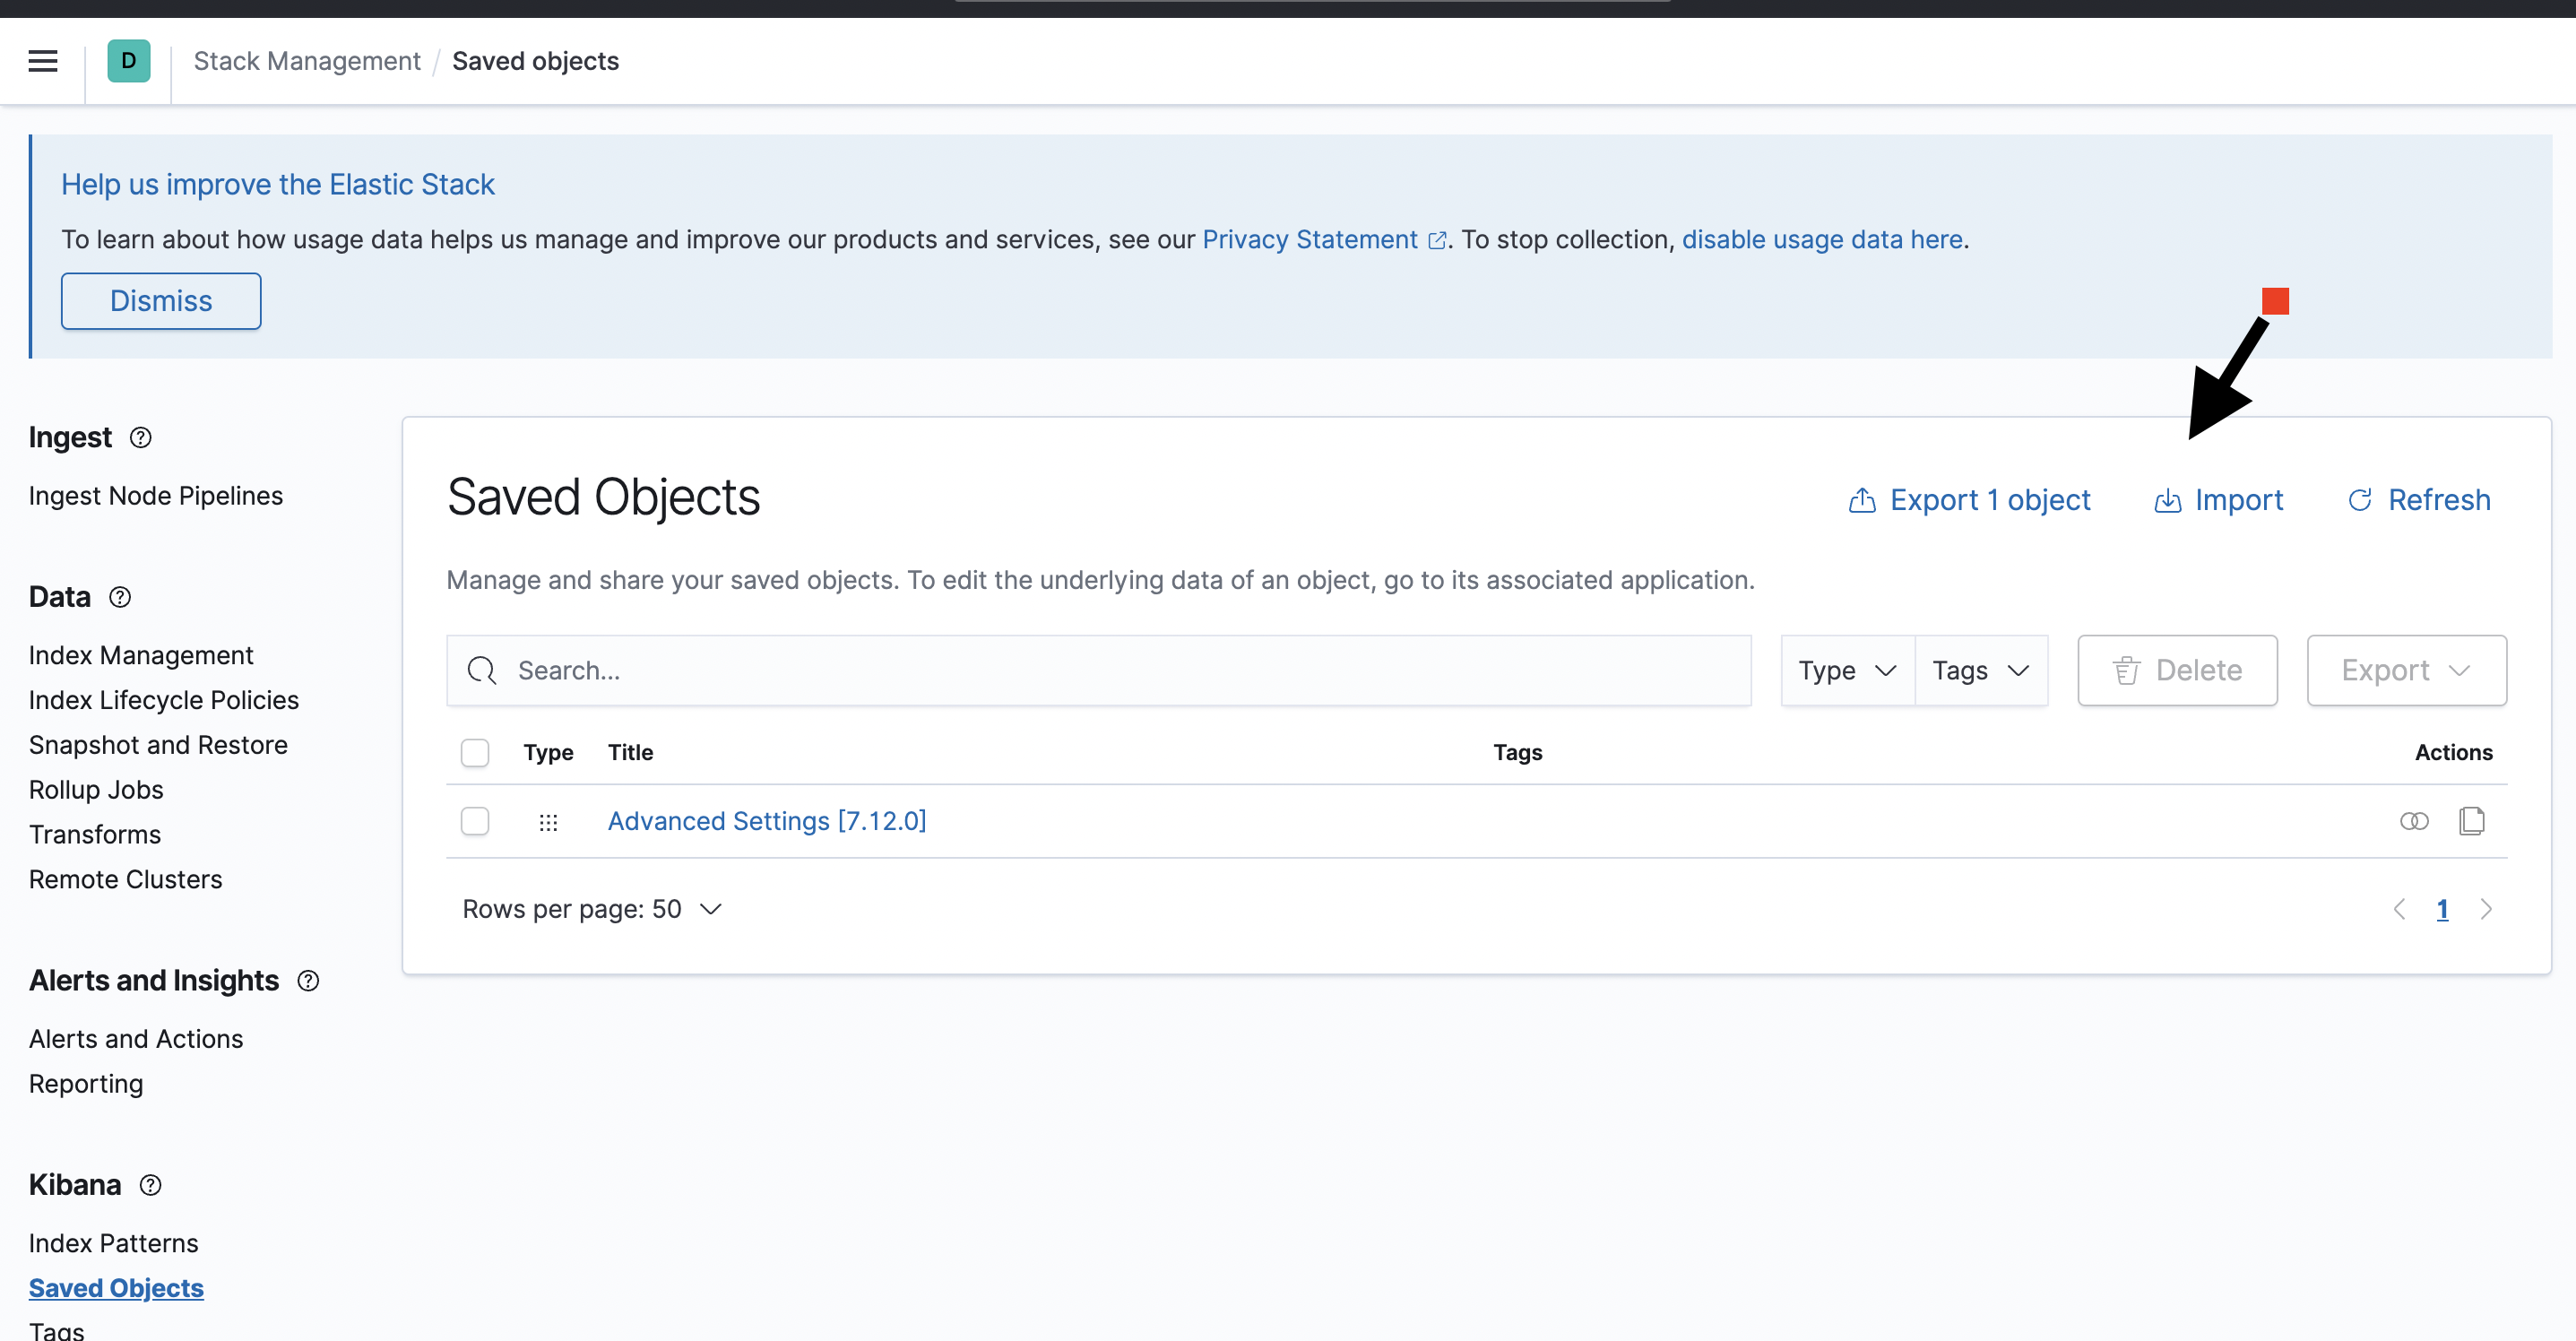 D
Stack Management / Saved objects
Help us improve the Elastic Stack
To learn about how usage data helps us manage and improve our products and services, see our Privacy Statement. To stop collection, disable usage data here.
Dismiss
Ingest
Ingest Node Pipelines
Data
Index Management
Index Lifecycle Policies
Snapshot and Restore
Rollup Jobs
Transforms
Remote Clusters
Alerts and Insights
Alerts and Actions
Reporting
Kibana
Index Patterns
Saved Objects
Tags
Saved Objects
Export 1 object
Import
Refresh
Manage and share your saved objects. To edit the underlying data of an object, go to its associated application.
Search...
Type
Tags
Delete
Export
Type Title Tags Actions
Advanced Settings [7.12.0]
Rows per page: 50
1